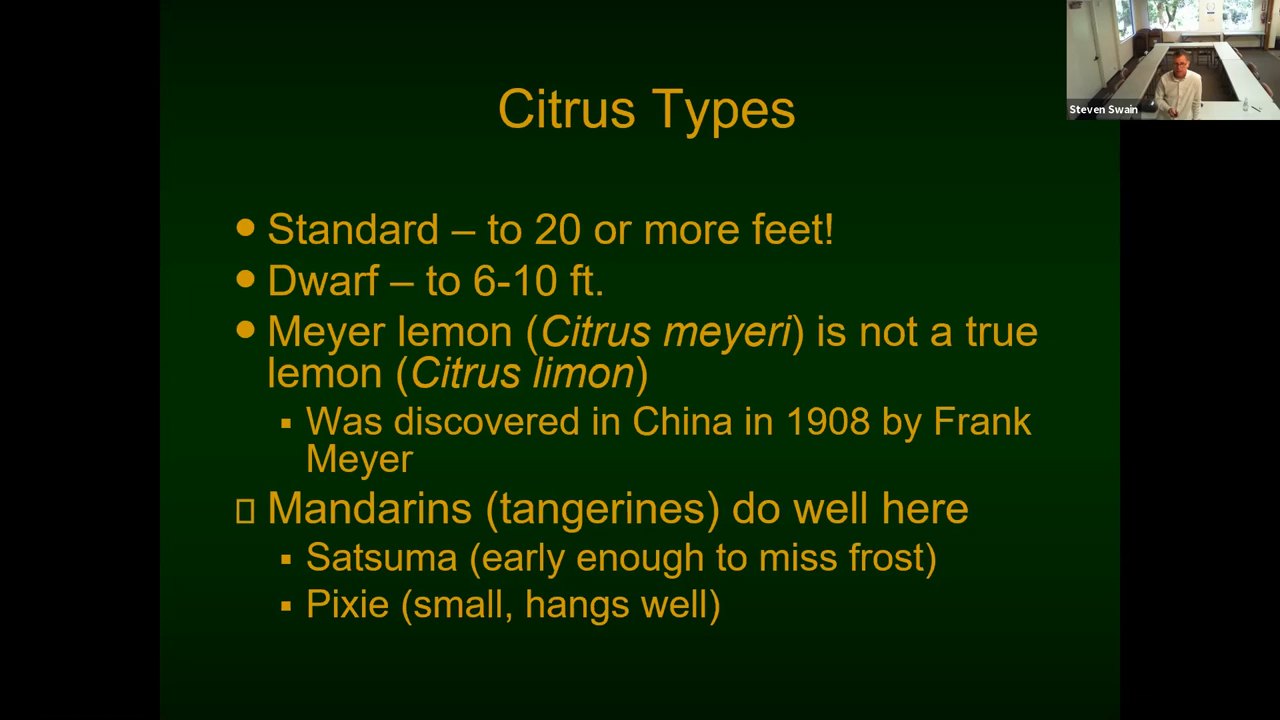 Citrus Types
Steven Swain
● Standard – to 20 or more feet!
● Dwarf – to 6-10 ft.
● Meyer lemon (Citrus meyeri) is not a true
lemon (Citrus limon)
▪ Was discovered in China in 1908 by Frank
Meyer
▯ Mandarins (tangerines) do well here
▪ Satsuma (early enough to miss frost)
▪ Pixie (small, hangs well)